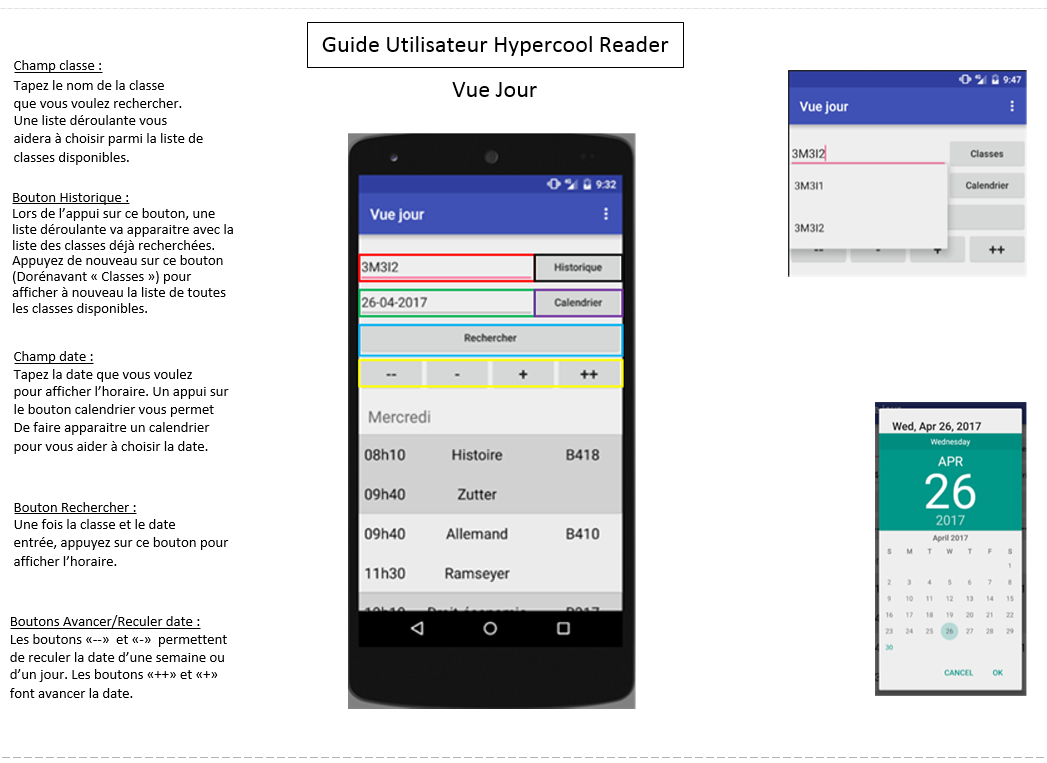 Guide Utilisateur Hypercool Reader
Vue Jour
Champ classe :
Tapez le nom de la classe
que vous voulez rechercher.
Une liste déroulante vous
aidera à choisir parmi la liste de
classes disponibles.
Bouton Historique :
Lors de l’appui sur ce bouton, une
liste déroulante va apparaitre avec la
liste des classes déjà recherchées.
Appuyez de nouveau sur ce bouton
(Dorénavant « Classes ») pour
afficher à nouveau la liste de toutes
les classes disponibles.
Champ date :
Tapez la date que vous voulez
pour afficher l’horaire. Un appui sur
le bouton calendrier vous permet
De faire apparaitre un calendrier
pour vous aider à choisir la date.
Bouton Rechercher :
Une fois la classe et le date
entrée, appuyez sur ce bouton pour
afficher l’horaire.
Boutons Avancer/Reculer date :
Les boutons «--» et «-» permettent
de reculer la date d’une semaine ou
d’un jour. Les boutons «++» et «+»
font avancer la date.
9:32
Vue jour
3M3I2 Historique
26-04-2017 Calendrier
Rechercher
-- - + ++
Mercredi
08h10 Histoire B418
09h40 Zutter
09h40 Allemand B410
11h30 Ramseyer
9:47
Vue jour
3M3I2 Classes
3M3I1 Calendrier
3M3I2
-- + ++
Wed, Apr 26, 2017
Wednesday
APR
26
2017
April 2017
S M T W T F S
1
2 3 4 5 6 7 8
9 10 11 12 13 14 15
16 17 18 19 20 21 22
23 24 25 26 27 28 29
30
CANCEL OK